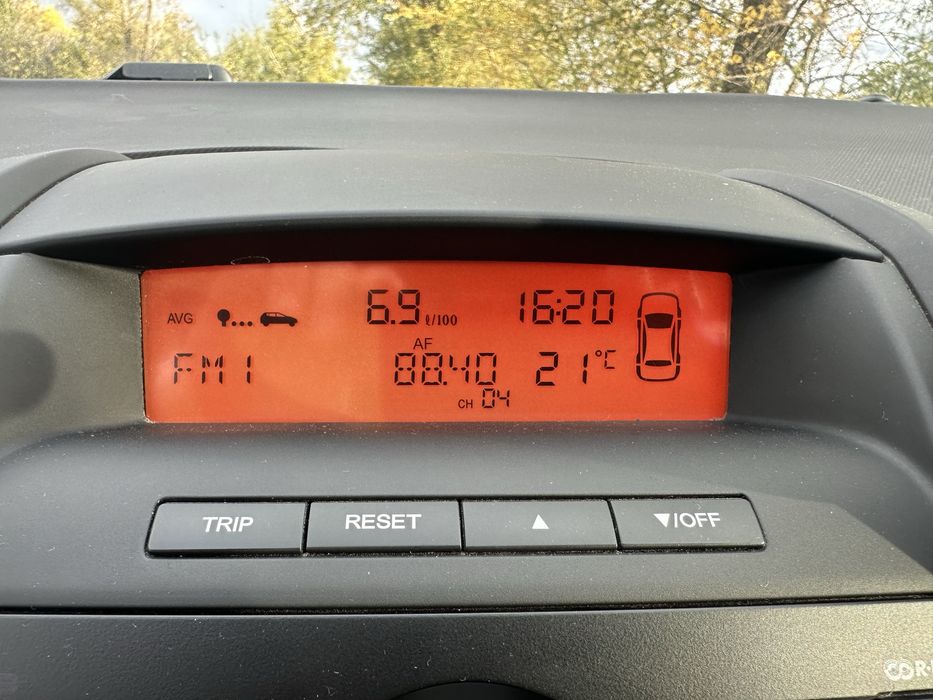 AVG 6.9 ℓ/100 16:20
AF
FM1 88.40 21°C
CH 04
TRIP RESET ▲ ▼/OFF